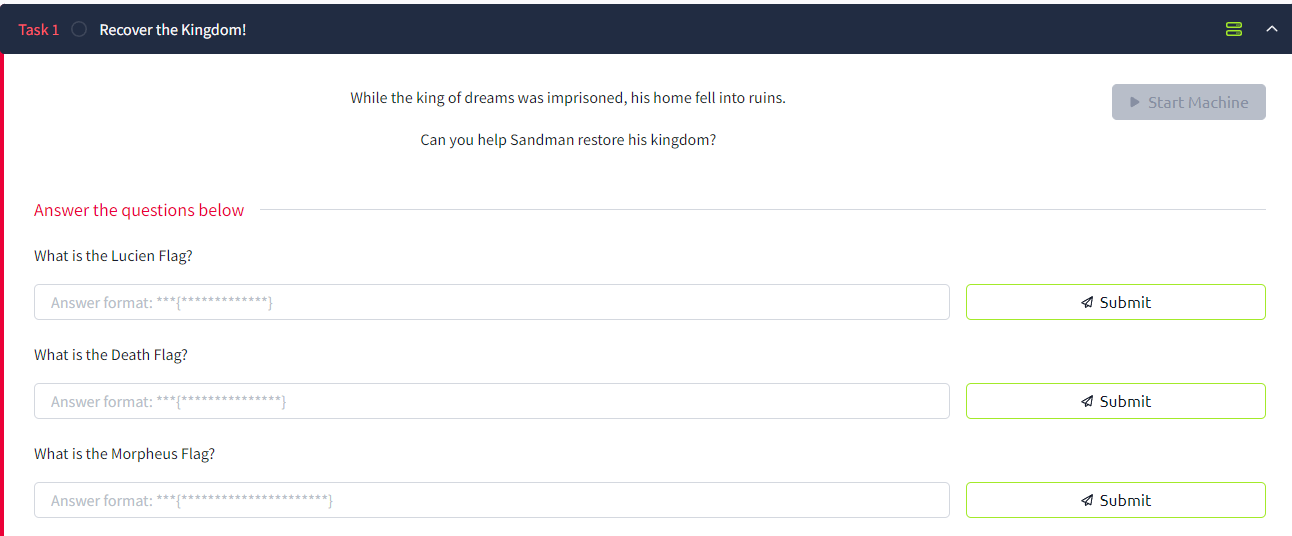 Task 1 Recover the Kingdom!
While the king of dreams was imprisoned, his home fell into ruins.
Start Machine
Can you help Sandman restore his kingdom?
Answer the questions below
What is the Lucien Flag?
Answer format: ***{*************}
Submit
What is the Death Flag?
Answer format: ***{***************}
Submit
What is the Morpheus Flag?
Answer format: ***{**********************}
Submit